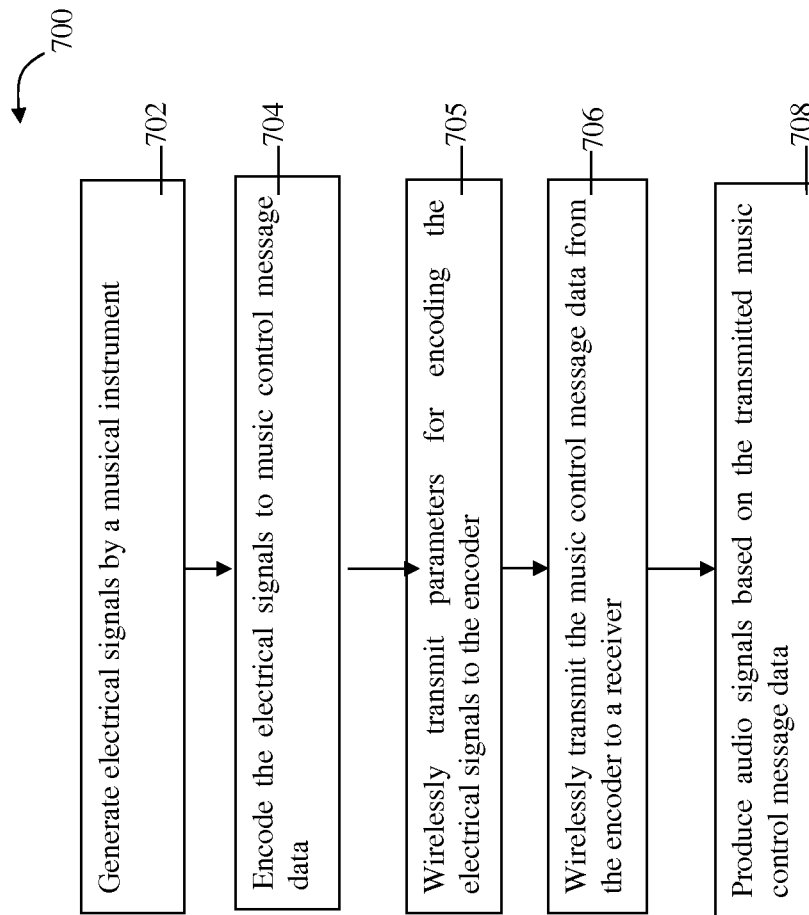 700
Generate electrical signals by a musical instrument
702
Encode the electrical signals to music control message
data
704
Wirelessly transmit parameters for encoding the
electrical signals to the encoder
705
Wirelessly transmit the music control message data from
the encoder to a receiver
706
Produce audio signals based on the transmitted music
control message data
708